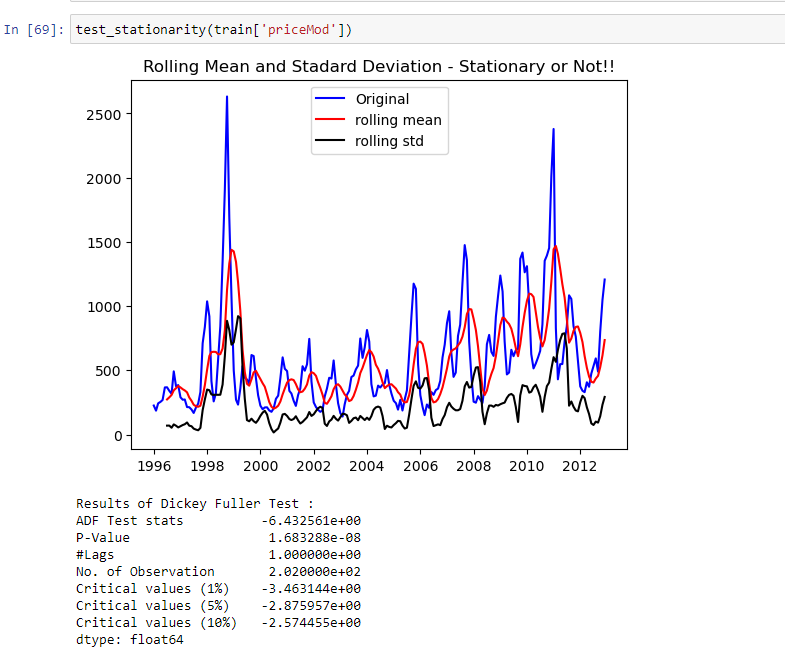 In [69]: test_stationarity(train['priceMod'])
Rolling Mean and Stadard Deviation - Stationary or Not!!
Original
rolling mean
rolling std
2500
2000
1500
1000
500
0
1996 1998 2000 2002 2004 2006 2008 2010 2012
Results of Dickey Fuller Test :
ADF Test stats -6.432561e+00
P-Value 1.683288e-08
#Lags 1.000000e+00
No. of Observation 2.020000e+02
Critical values (1%) -3.463144e+00
Critical values (5%) -2.875957e+00
Critical values (10%) -2.574455e+00
dtype: float64